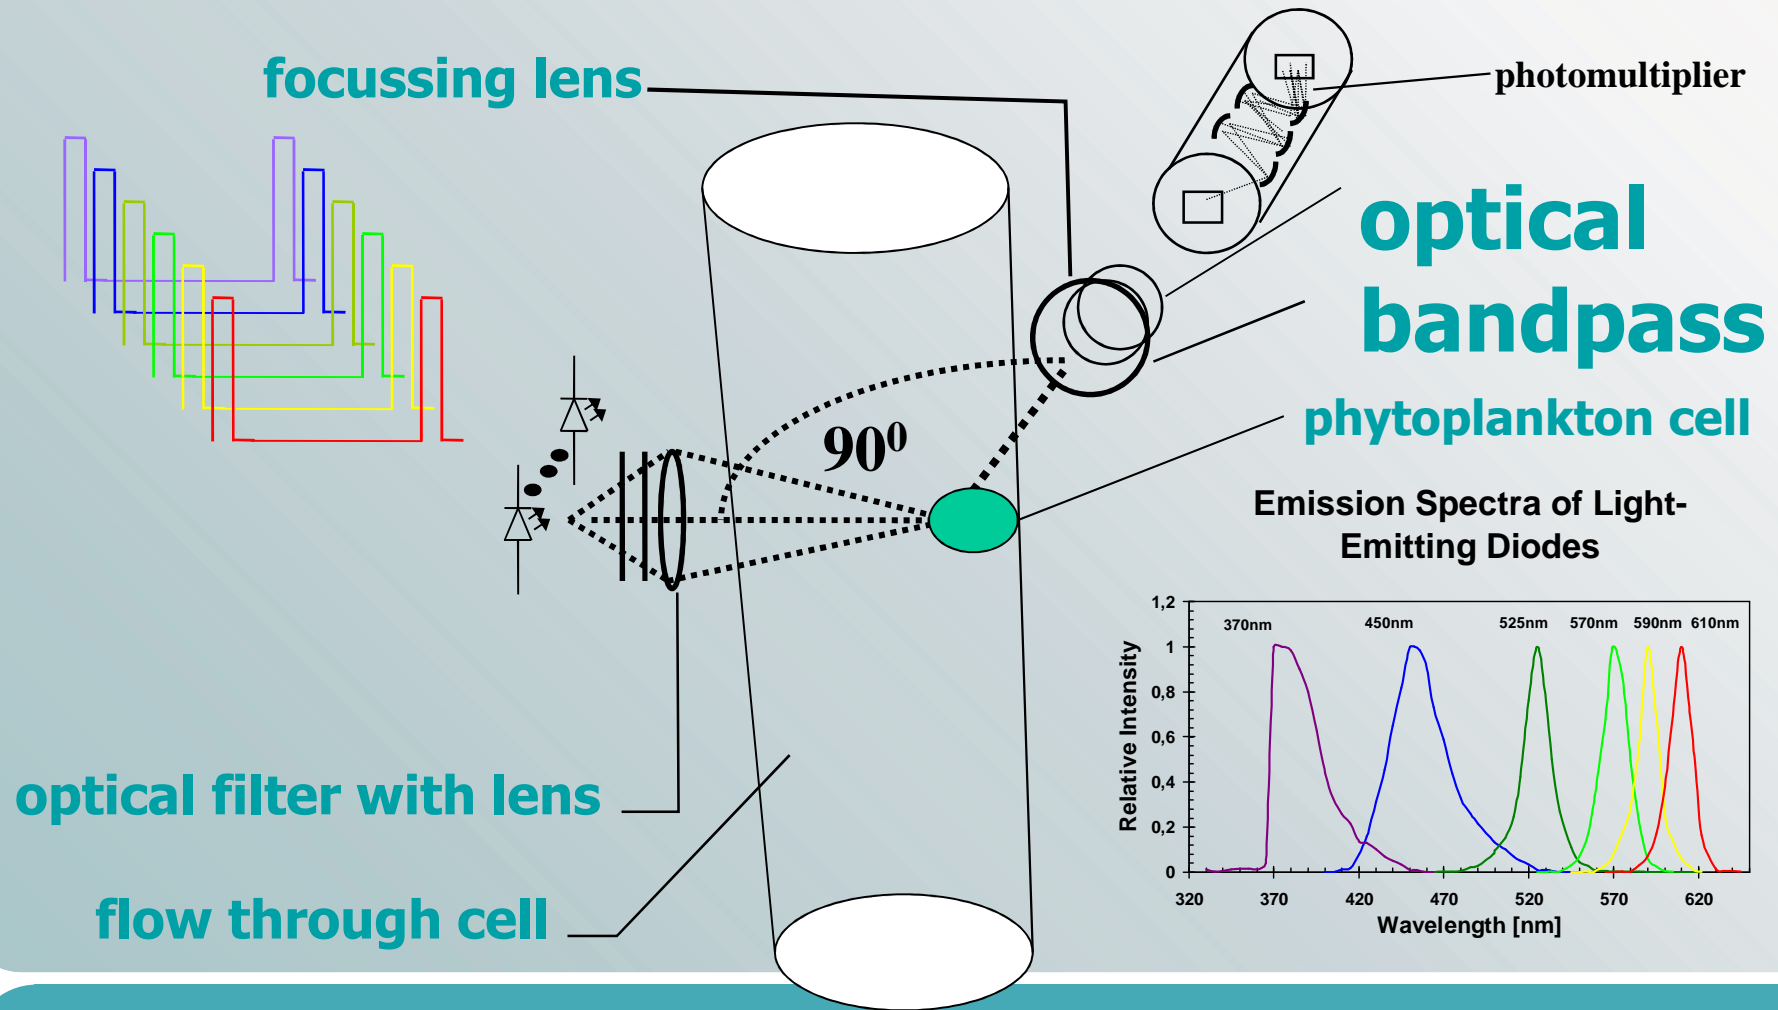 focussing lens
photomultiplier
optical
bandpass
phytoplankton cell
90⁰
Emission Spectra of Light-
Emitting Diodes
1,2
370nm 450nm 525nm 570nm 590nm 610nm
1
0,8
0,6
0,4
0,2
0
Relative Intensity
320 370 420 470 520 570 620
Wavelength [nm]
optical filter with lens
flow through cell